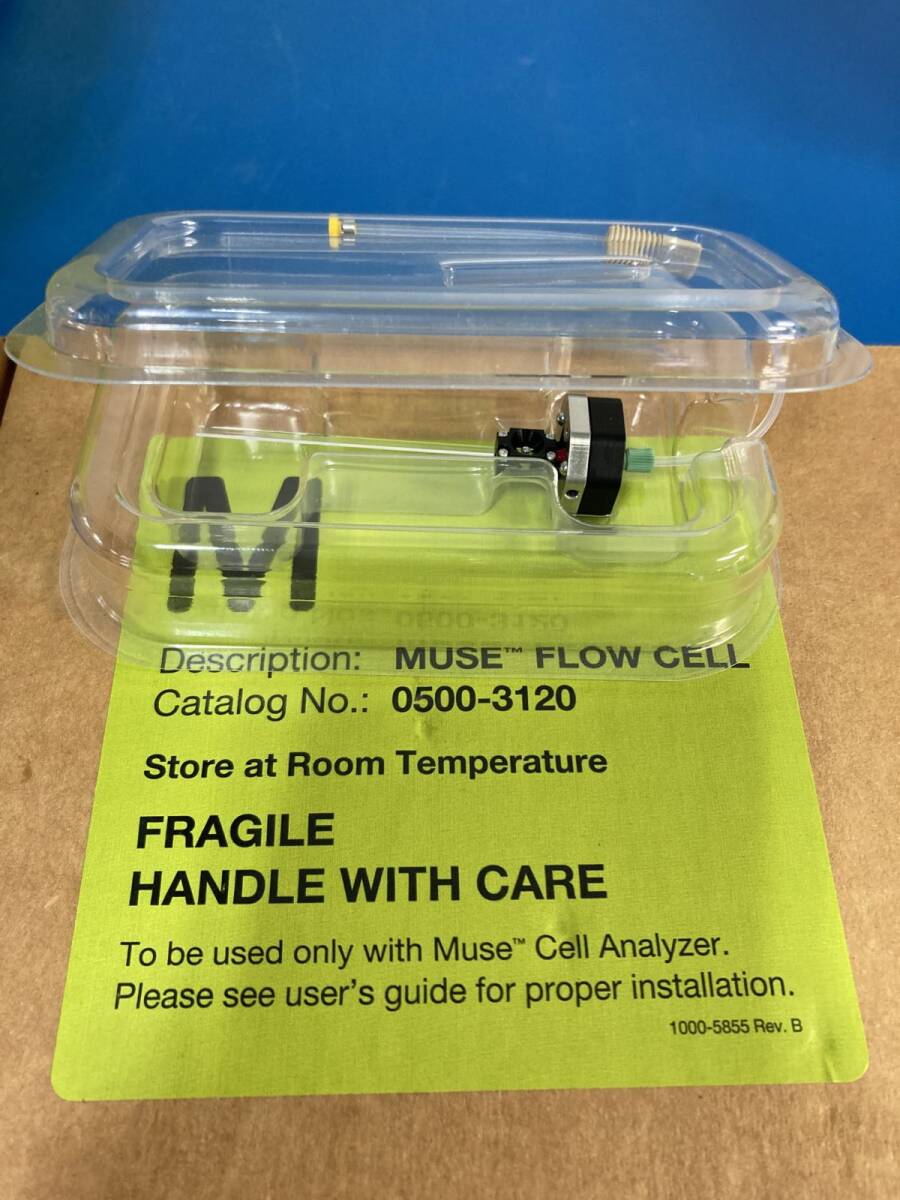 M
Description: MUSE™ FLOW CELL
Catalog No.: 0500-3120
Store at Room Temperature
FRAGILE
HANDLE WITH CARE
To be used only with Muse™ Cell Analyzer.
Please see user's guide for proper installation.
1000-5855 Rev. B